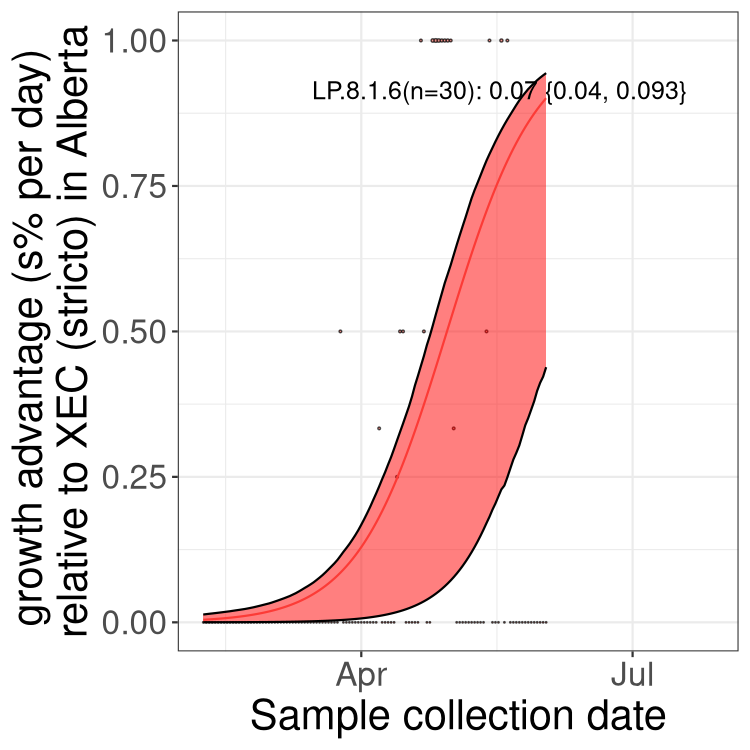 growth advantage (s% per day)
relative to XEC (stricto) in Alberta
1.00
0.75
0.50
0.25
0.00
LP.8.1.6(n=30): 0.07 {0.04, 0.093}
Apr
Jul
Sample collection date